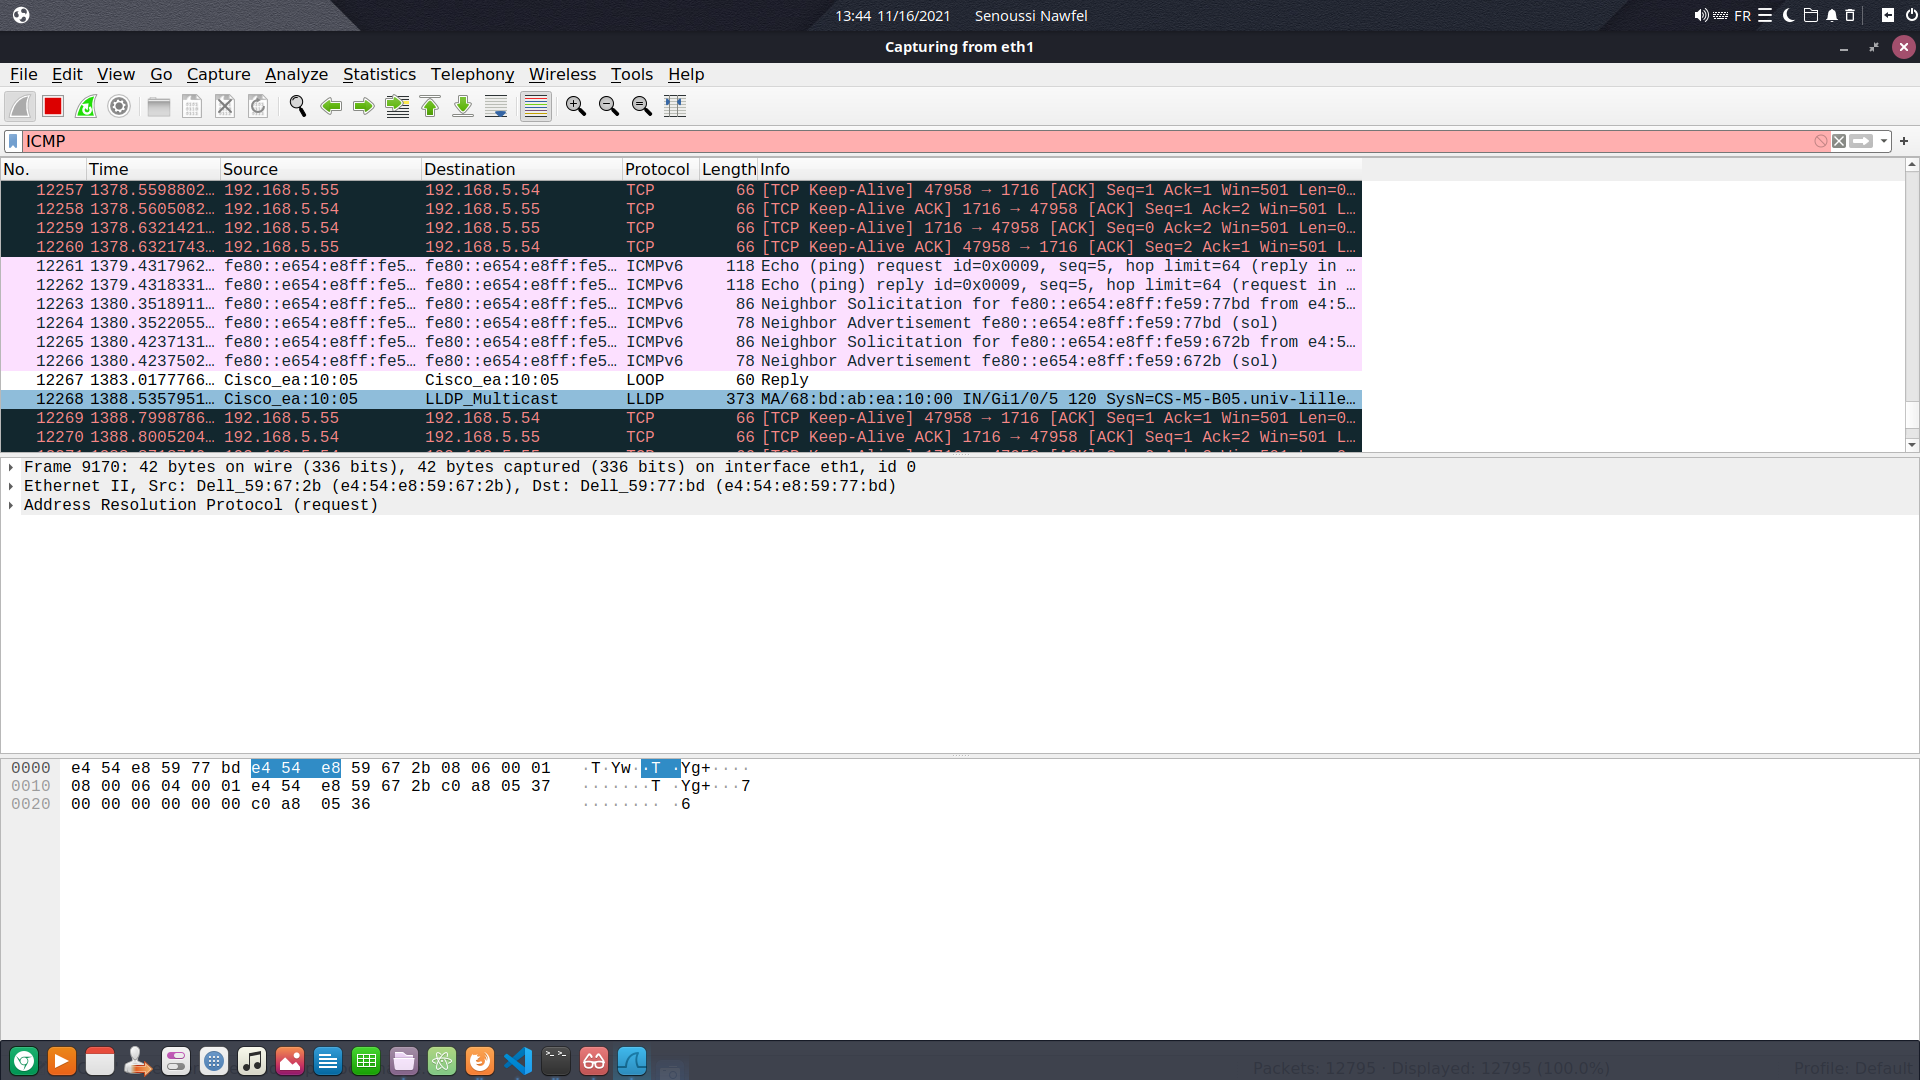 13:44 11/16/2021 Senoussi Nawfel FR
Capturing from eth1
File Edit View Go Capture Analyze Statistics Telephony Wireless Tools Help
ICMP +
No. Time Source Destination Protocol Length Info
12257 1378.5598802… 192.168.5.55 192.168.5.54 TCP 66 [TCP Keep-Alive] 47958 → 1716 [ACK] Seq=1 Ack=1 Win=501 Len=0…
12258 1378.5605082… 192.168.5.54 192.168.5.55 TCP 66 [TCP Keep-Alive ACK] 1716 → 47958 [ACK] Seq=1 Ack=2 Win=501 L…
12259 1378.6321421… 192.168.5.54 192.168.5.55 TCP 66 [TCP Keep-Alive] 1716 → 47958 [ACK] Seq=0 Ack=2 Win=501 Len=0…
12260 1378.6321743… 192.168.5.55 192.168.5.54 TCP 66 [TCP Keep-Alive ACK] 47958 → 1716 [ACK] Seq=2 Ack=1 Win=501 L…
12261 1379.4317962… fe80::e654:e8ff:fe5… fe80::e654:e8ff:fe5… ICMPv6 118 Echo (ping) request id=0x0009, seq=5, hop limit=64 (reply in …
12262 1379.4318331… fe80::e654:e8ff:fe5… fe80::e654:e8ff:fe5… ICMPv6 118 Echo (ping) reply id=0x0009, seq=5, hop limit=64 (request in …
12263 1380.3518911… fe80::e654:e8ff:fe5… fe80::e654:e8ff:fe5… ICMPv6 86 Neighbor Solicitation for fe80::e654:e8ff:fe59:77bd from e4:5…
12264 1380.3522055… fe80::e654:e8ff:fe5… fe80::e654:e8ff:fe5… ICMPv6 78 Neighbor Advertisement fe80::e654:e8ff:fe59:77bd (sol)
12265 1380.4237131… fe80::e654:e8ff:fe5… fe80::e654:e8ff:fe5… ICMPv6 86 Neighbor Solicitation for fe80::e654:e8ff:fe59:672b from e4:5…
12266 1380.4237502… fe80::e654:e8ff:fe5… fe80::e654:e8ff:fe5… ICMPv6 78 Neighbor Advertisement fe80::e654:e8ff:fe59:672b (sol)
12267 1383.0177766… Cisco_ea:10:05 Cisco_ea:10:05 LOOP 60 Reply
12268 1388.5357951… Cisco_ea:10:05 LLDP_Multicast LLDP 373 MA/68:bd:ab:ea:10:00 IN/Gi1/0/5 120 SysN=CS-M5-B05.univ-lille…
12269 1388.7998786… 192.168.5.55 192.168.5.54 TCP 66 [TCP Keep-Alive] 47958 → 1716 [ACK] Seq=1 Ack=1 Win=501 Len=0…
12270 1388.8005204… 192.168.5.54 192.168.5.55 TCP 66 [TCP Keep-Alive ACK] 1716 → 47958 [ACK] Seq=1 Ack=2 Win=501 L…
Frame 9170: 42 bytes on wire (336 bits), 42 bytes captured (336 bits) on interface eth1, id 0
Ethernet II, Src: Dell_59:67:2b (e4:54:e8:59:67:2b), Dst: Dell_59:77:bd (e4:54:e8:59:77:bd)
Address Resolution Protocol (request)
0000 e4 54 e8 59 77 bd e4 54 e8 59 67 2b 08 06 00 01 ·T·Yw··T ·Yg+····
0010 08 00 06 04 00 01 e4 54 e8 59 67 2b c0 a8 05 37 ·······T ·Yg+···7
0020 00 00 00 00 00 00 c0 a8 05 36 ········ ·6
Packets: 12795 · Displayed: 12795 (100.0%) Profile: Default